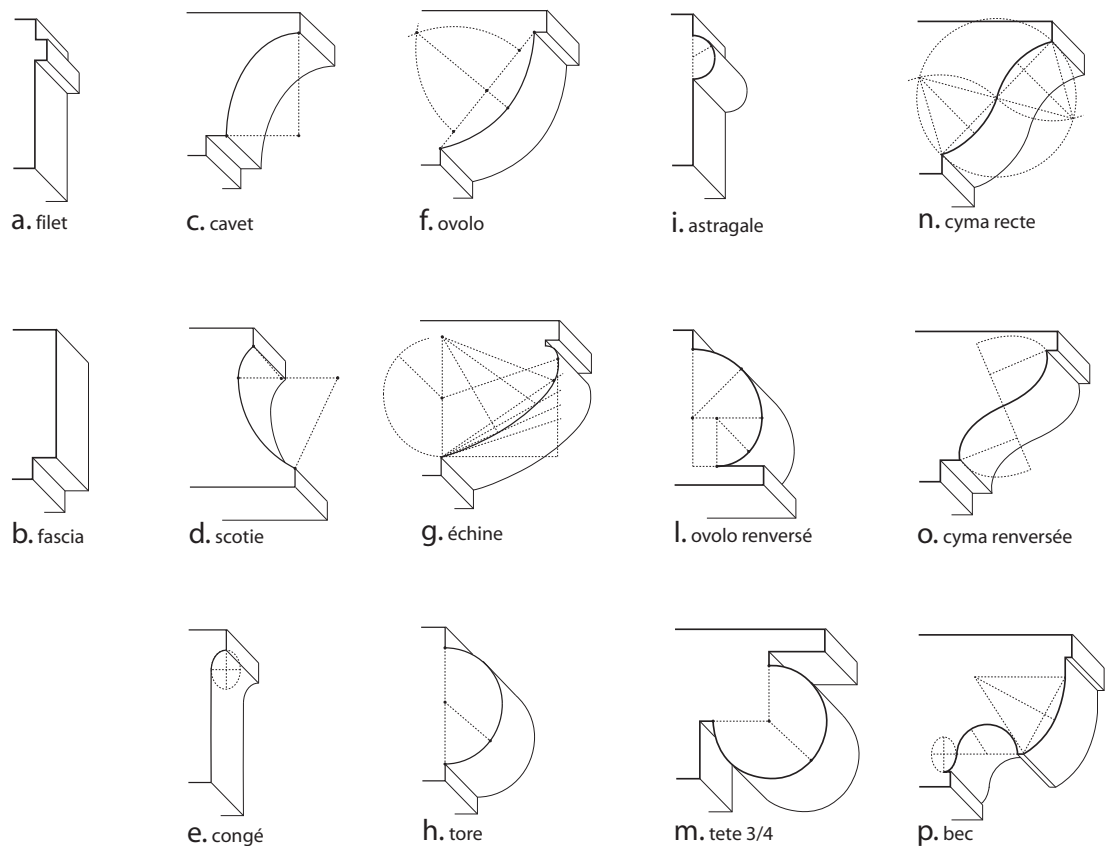 a. filet
c. cavet
f. ovolo
i. astragale
n. cyma recte
b. fascia
d. scotie
g. échine
l. ovolo renversé
o. cyma renversée
e. congé
h. tore
m. tete 3/4
p. bec